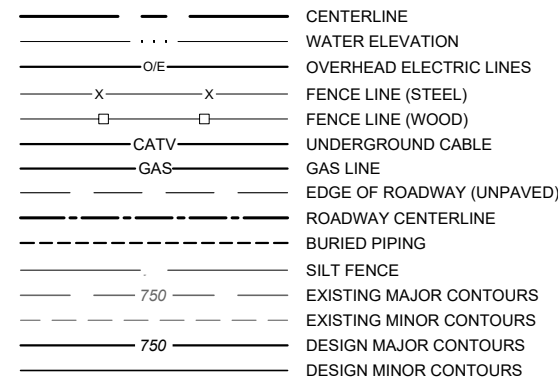 CENTERLINE
WATER ELEVATION
O/E OVERHEAD ELECTRIC LINES
X X FENCE LINE (STEEL)
FENCE LINE (WOOD)
CATV UNDERGROUND CABLE
GAS GAS LINE
EDGE OF ROADWAY (UNPAVED)
ROADWAY CENTERLINE
BURIED PIPING
SILT FENCE
750 EXISTING MAJOR CONTOURS
EXISTING MINOR CONTOURS
750 DESIGN MAJOR CONTOURS
DESIGN MINOR CONTOURS